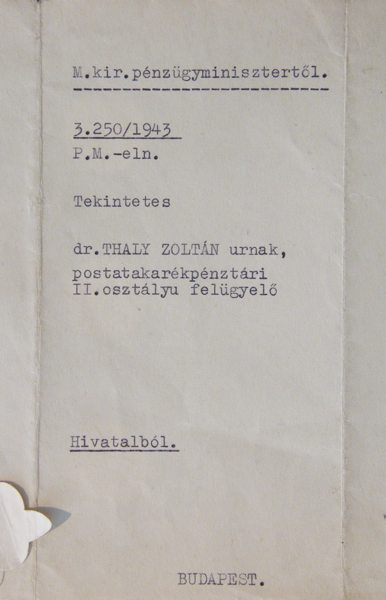 M.kir.pénzügyminisztertől.
3.250/1943
P.M.-eln.
Tekintetes
dr.THALY ZOLTÁN urnak,
postatakarékpénztári
II.osztályu felügyelő
Hivatalból.
BUDAPEST.